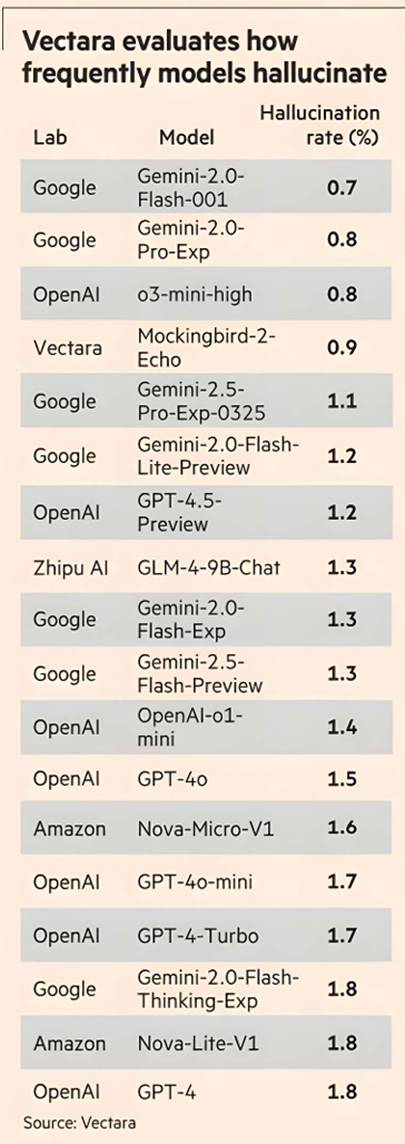 Vectara evaluates how
frequently models hallucinate
Hallucination
Lab Model rate (%)
Google Gemini-2.0-
Flash-001 0.7
Google Gemini-2.0-
Pro-Exp 0.8
OpenAI o3-mini-high 0.8
Vectara Mockingbird-2-
Echo 0.9
Google Gemini-2.5-
Pro-Exp-0325 1.1
Google Gemini-2.0-Flash-
Lite-Preview 1.2
OpenAI GPT-4.5-
Preview 1.2
Zhipu AI GLM-4-9B-Chat 1.3
Google Gemini-2.0-
Flash-Exp 1.3
Google Gemini-2.5-
Flash-Preview 1.3
OpenAI OpenAI-o1-
mini 1.4
OpenAI GPT-4o 1.5
Amazon Nova-Micro-V1 1.6
OpenAI GPT-4o-mini 1.7
OpenAI GPT-4-Turbo 1.7
Google Gemini-2.0-Flash-
Thinking-Exp 1.8
Amazon Nova-Lite-V1 1.8
OpenAI GPT-4 1.8
Source: Vectara